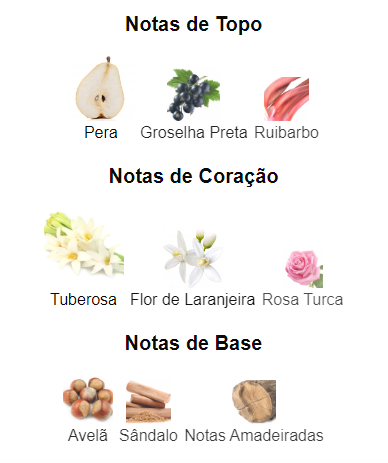 Notas de Topo
Pera Groselha Preta Ruibarbo
Notas de Coração
Tuberosa Flor de Laranjeira Rosa Turca
Notas de Base
Avelã Sândalo Notas Amadeiradas